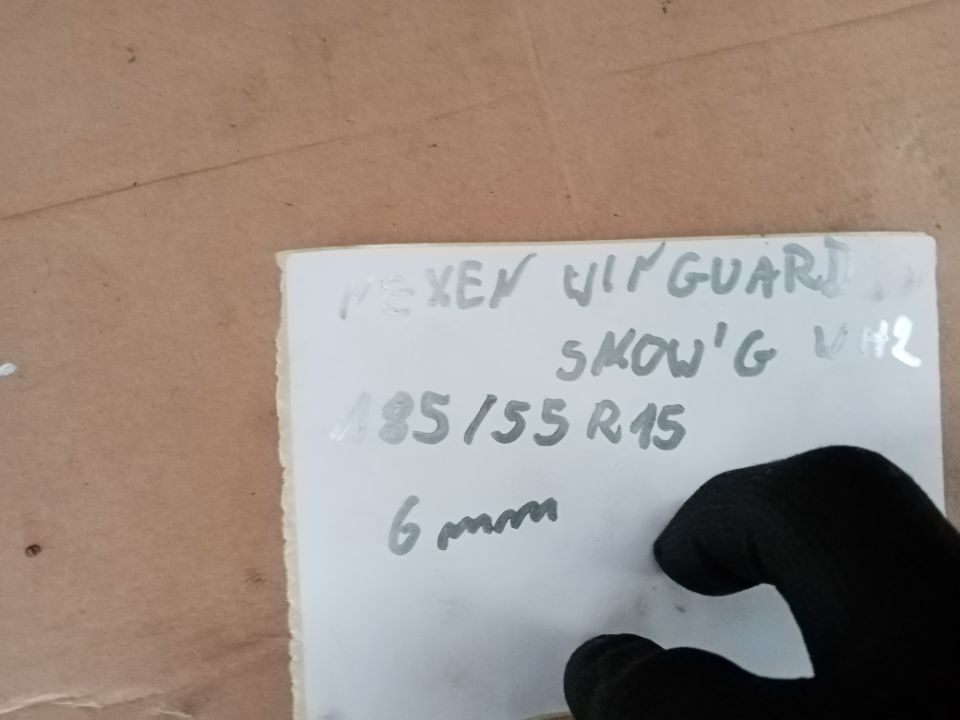 NEXEN WINGUARD
SNOW'G WH2
185/55 R15
6 mm